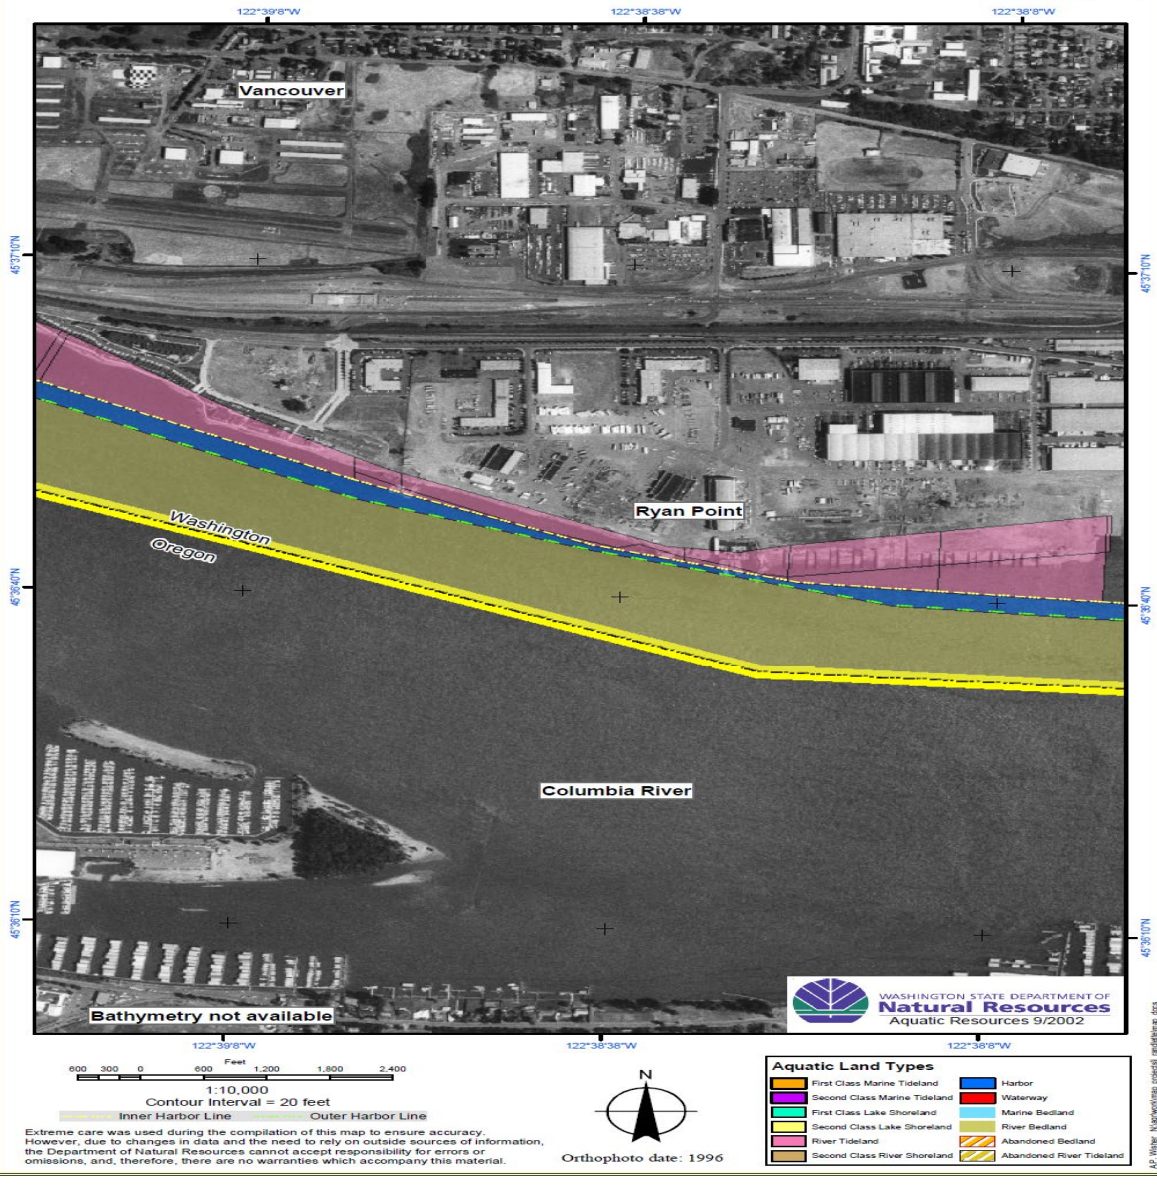 122°39'8"W
122°38'38"W
122°38'8"W
Vancouver
45°37'10"N
45°37'10"N
Ryan Point
Washington
Oregon
45°36'40"N
45°36'40"N
Columbia River
45°36'10"N
45°36'10"N
WASHINGTON STATE DEPARTMENT OF
Natural Resources
Aquatic Resources 9/2002
Bathymetry not available
122°39'8"W
122°38'38"W
122°38'8"W
Feet
600 300 0 600 1,200 1,800 2,400
1:10,000
Contour Interval = 20 feet
Inner Harbor Line Outer Harbor Line
Extreme care was used during the compilation of this map to ensure accuracy.
However, due to changes in data and the need to rely on outside sources of information,
the Department of Natural Resources cannot accept responsibility for errors or
omissions, and, therefore, there are no warranties which accompany this material.
N
Orthophoto date: 1996
Aquatic Land Types
First Class Marine Tideland
Second Class Marine Tideland
First Class Lake Shoreland
Second Class Lake Shoreland
River Tideland
Second Class River Shoreland
Harbor
Waterway
Marine Bedland
River Bedland
Abandoned Bedland
Abandoned River Tideland